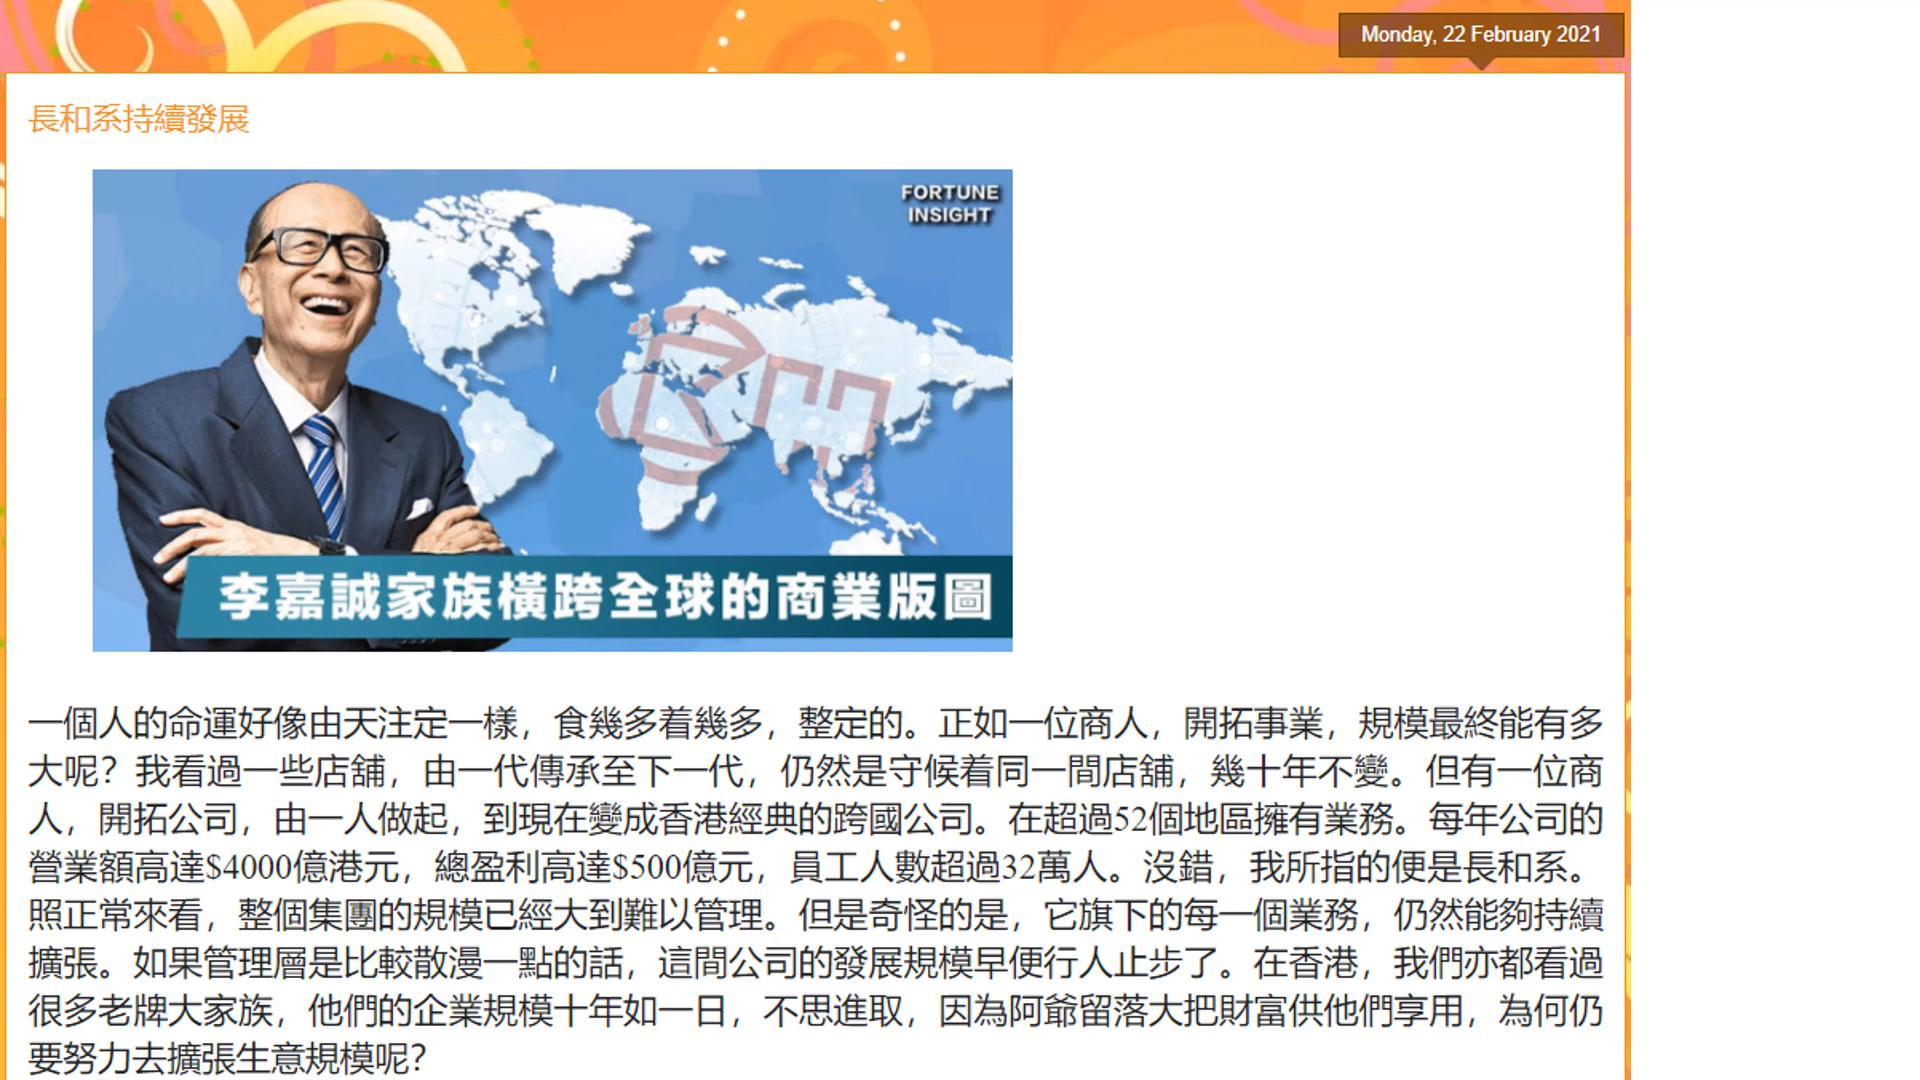 Monday, 22 February 2021
長和系持續發展
FORTUNE
INSIGHT
李嘉誠家族橫跨全球的商業版圖
一個人的命運好像由天注定一樣，食幾多着幾多，整定的。正如一位商人，開拓事業，規模最終能有多
大呢？我看過一些店舖，由一代傳承至下一代，仍然是守候着同一間店舖，幾十年不變。但有一位商
人，開拓公司，由一人做起，到現在變成香港經典的跨國公司。在超過52個地區擁有業務。每年公司的
營業額高達$4000億港元，總盈利高達$500億元，員工人數超過32萬人。沒錯，我所指的便是長和系。
照正常來看，整個集團的規模已經大到難以管理。但是奇怪的是，它旗下的每一個業務，仍然能夠持續
擴張。如果管理層是比較散漫一點的話，這間公司的發展規模早便行人止步了。在香港，我們亦都看過
很多老牌大家族，他們的企業規模十年如一日，不思進取，因為阿爺留落大把財富供他們享用，為何仍
要努力去擴張生意規模呢？